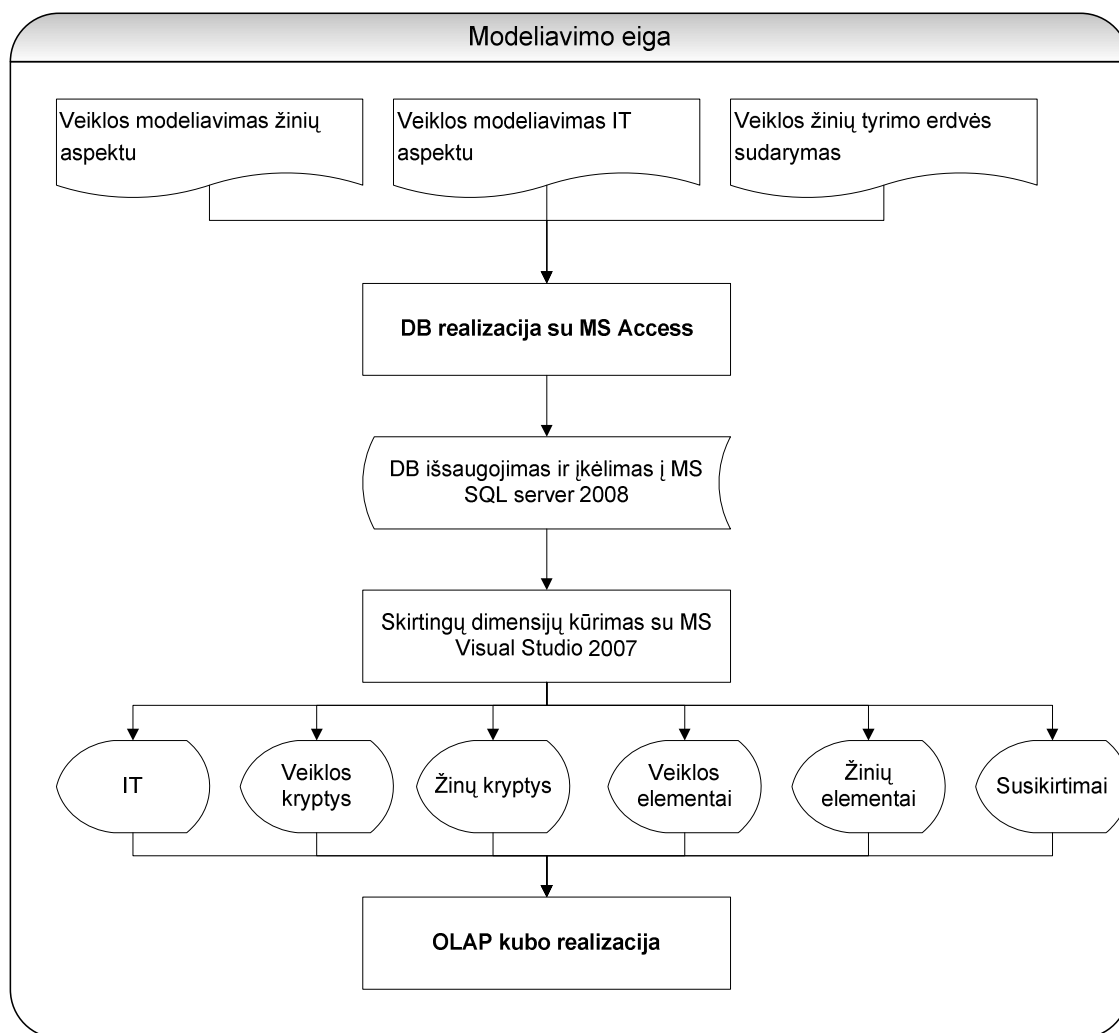 Modeliavimo eiga
Veiklos modeliavimas žinių
aspektu
Veiklos modeliavimas IT
aspektu
Veiklos žinių tyrimo erdvės
sudarymas
DB realizacija su MS Access
DB išsaugojimas ir įkėlimas į MS
SQL server 2008
Skirtingų dimensijų kūrimas su MS
Visual Studio 2007
IT
Veiklos
kryptys
Žinų kryptys
Veiklos
elementai
Žinių
elementai
Susikirtimai
OLAP kubo realizacija